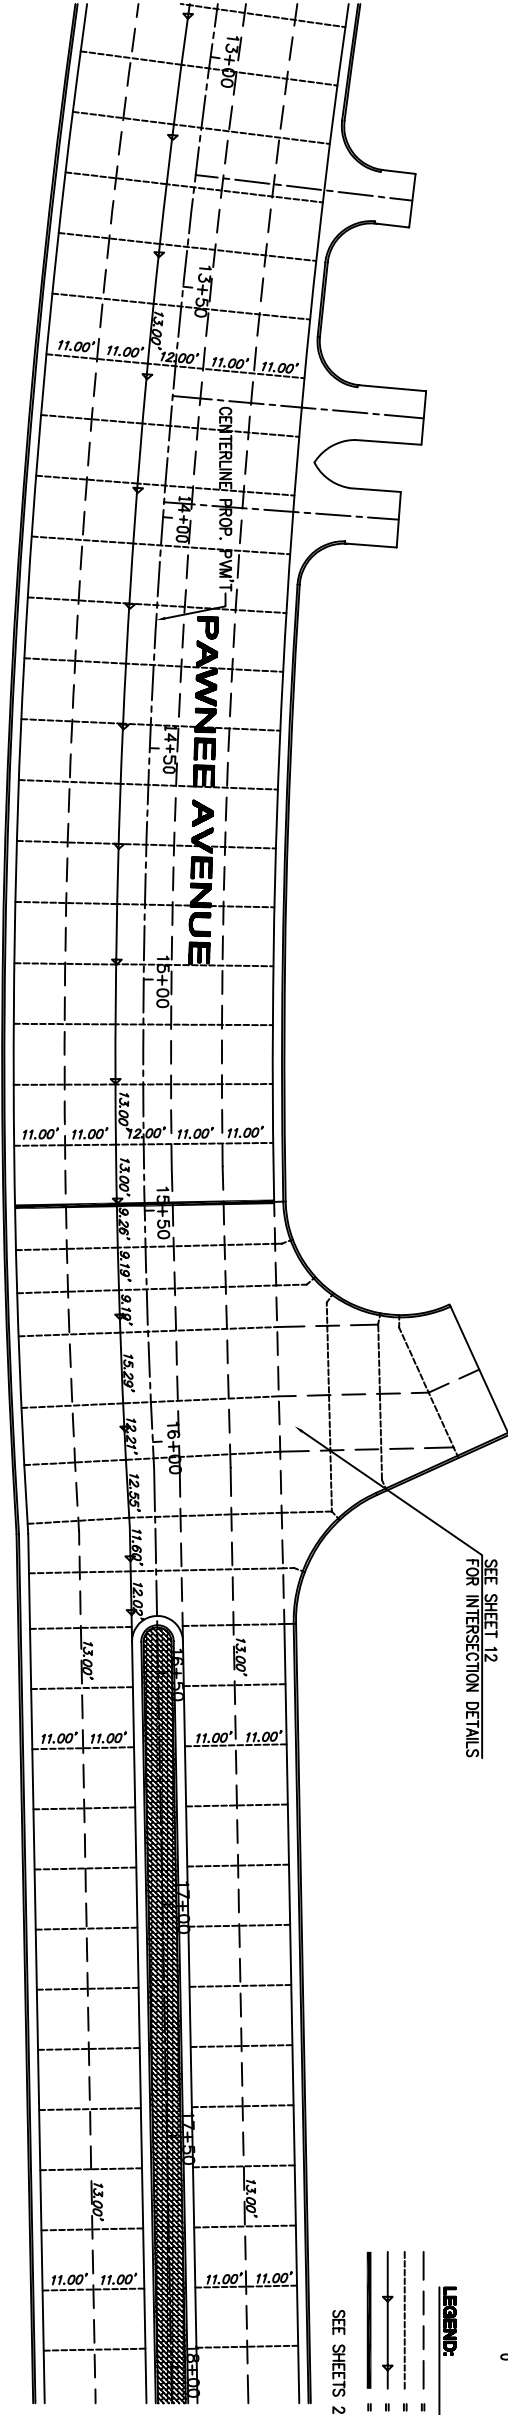 13+00
13+50
13.00'
11.00' 11.00' 12.00' 11.00' 11.00'
CENTERLINE PROP. PVM'T
14+00
PAWNEE AVENUE
14+50
15+00
13.00'
11.00' 11.00' 12.00' 11.00' 11.00'
13.00'
15+50
9.26'
9.19'
9.19'
15.29'
16+00
12.21'
12.55'
11.60'
12.02'
SEE SHEET 12
FOR INTERSECTION DETAILS
16+50
13.00' 13.00'
11.00' 11.00' 11.00' 11.00'
17+00
17+50
13.00' 13.00'
11.00' 11.00' 11.00' 11.00'
18+00
LEGEND:
=
=
=
=
SEE SHEETS 2
0